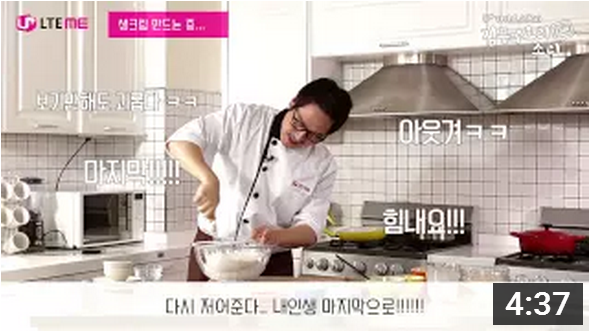 U+ LTE ME
생크림 만드는 중...
보기만해도 괴롭다 ㅋㅋ
아웃겨ㅋㅋ
마지막!!!!!
힘내요!!!
다시 저어준다.. 내인생 마지막으로!!!!!!
4:37